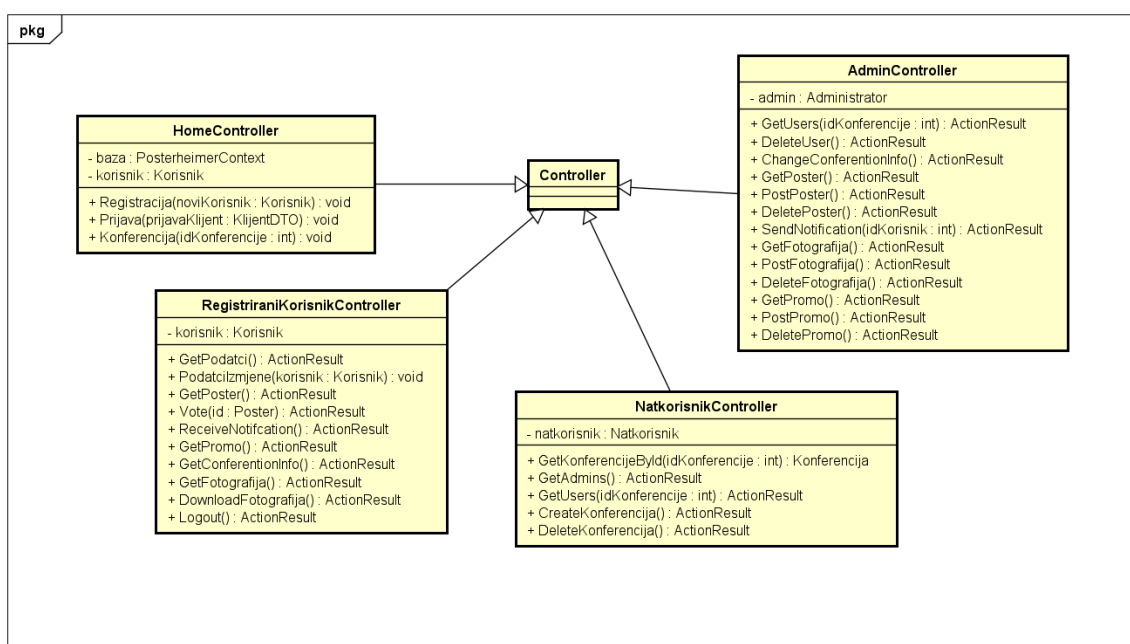 pkg
HomeController
- baza : PosterheimerContext
- korisnik : Korisnik
+ Registracija(noviKorisnik : Korisnik) : void
+ Prijava(prijavaKlijent : KlijentDTO) : void
+ Konferencija(idKonferencije : int) : void
Controller
AdminController
- admin : Administrator
+ GetUsers(idKonferencije : int) : ActionResult
+ DeleteUser() : ActionResult
+ ChangeConferentionInfo() : ActionResult
+ GetPoster() : ActionResult
+ PostPoster() : ActionResult
+ DeletePoster() : ActionResult
+ SendNotification(idKorisnik : int) : ActionResult
+ GetFotografija() : ActionResult
+ PostFotografija() : ActionResult
+ DeleteFotografija() : ActionResult
+ GetPromo() : ActionResult
+ PostPromo() : ActionResult
+ DeletePromo() : ActionResult
RegistriraniKorisnikController
- korisnik : Korisnik
+ GetPodatci() : ActionResult
+ PodatciIzmjene(korisnik : Korisnik) : void
+ GetPoster() : ActionResult
+ Vote(id : Poster) : ActionResult
+ ReceiveNotifcation() : ActionResult
+ GetPromo() : ActionResult
+ GetConferentionInfo() : ActionResult
+ GetFotografija() : ActionResult
+ DownloadFotografija() : ActionResult
+ Logout() : ActionResult
NatkorisnikController
- natkorisnik : Natkorisnik
+ GetKonferencijeById(idKonferencije : int) : Konferencija
+ GetAdmins() : ActionResult
+ GetUsers(idKonferencije : int) : ActionResult
+ CreateKonferencija() : ActionResult
+ DeleteKonferencija() : ActionResult